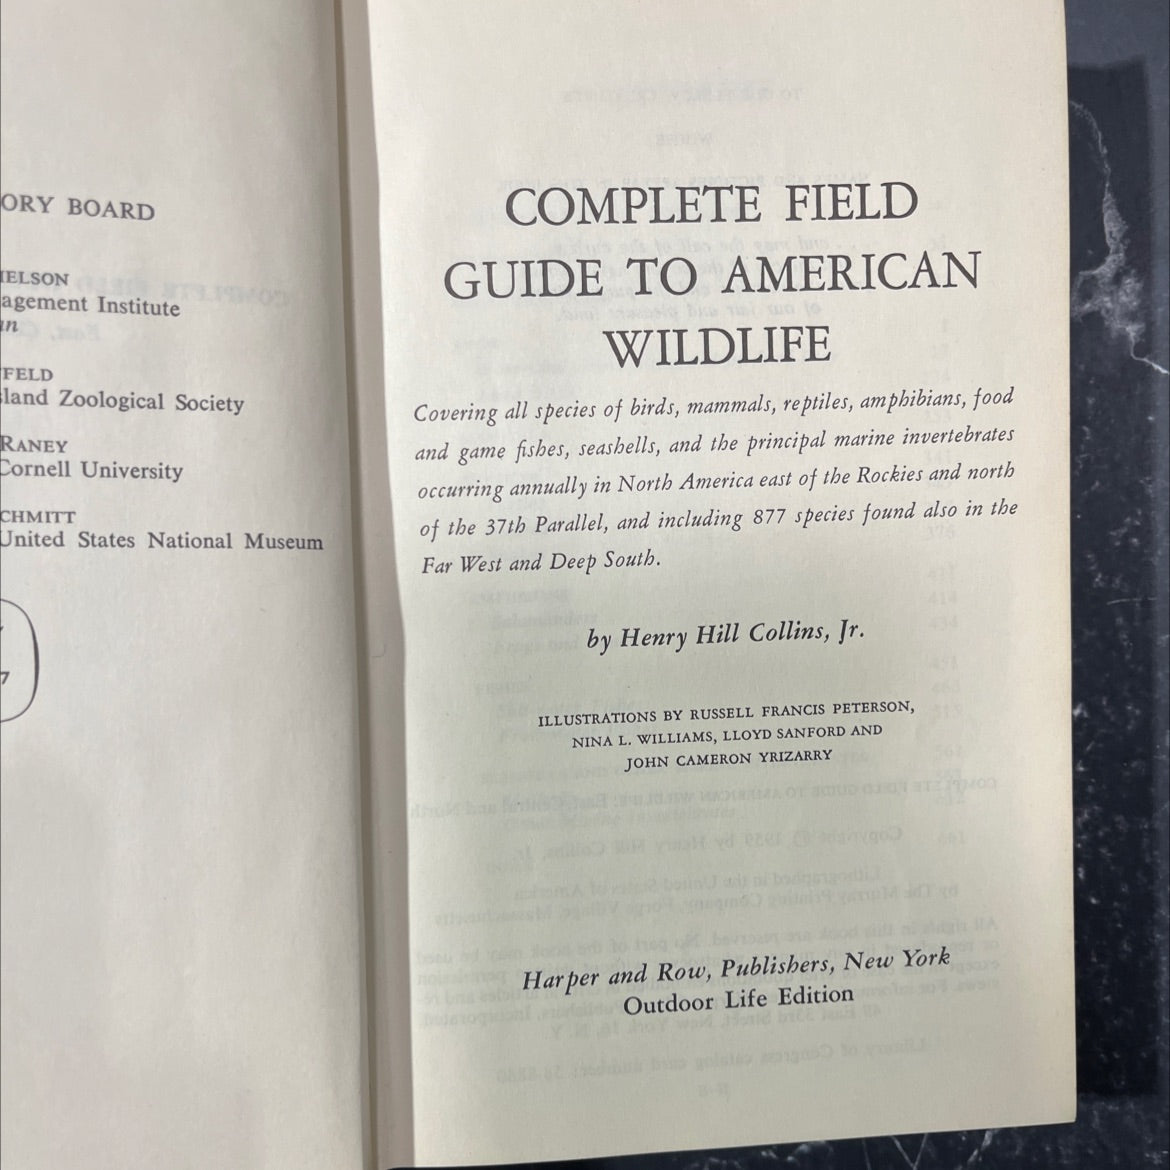 ORY BOARD
IELSON
agement Institute
an
FELD
sland Zoological Society
RANEY
Cornell University
CHMITT
United States National Museum
7
COMPLETE FIELD
GUIDE TO AMERICAN
WILDLIFE
Covering all species of birds, mammals, reptiles, amphibians, food
and game fishes, seashells, and the principal marine invertebrates
occurring annually in North America east of the Rockies and north
of the 37th Parallel, and including 877 species found also in the
Far West and Deep South.
by Henry Hill Collins, Jr.
ILLUSTRATIONS BY RUSSELL FRANCIS PETERSON,
NINA L. WILLIAMS, LLOYD SANFORD AND
JOHN CAMERON YRIZARRY
Harper and Row, Publishers, New York
Outdoor Life Edition